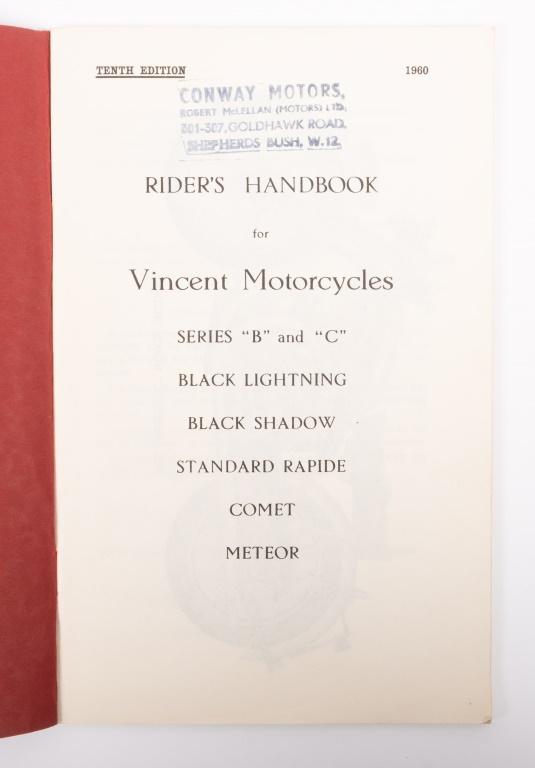 TENTH EDITION 1960
CONWAY MOTORS,
ROBERT McLELLAN (MOTORS) LTD,
301-307, GOLDHAWK ROAD,
SHEPHERDS BUSH, W.12.
RIDER'S HANDBOOK
for
Vincent Motorcycles
SERIES “B” and “C”
BLACK LIGHTNING
BLACK SHADOW
STANDARD RAPIDE
COMET
METEOR